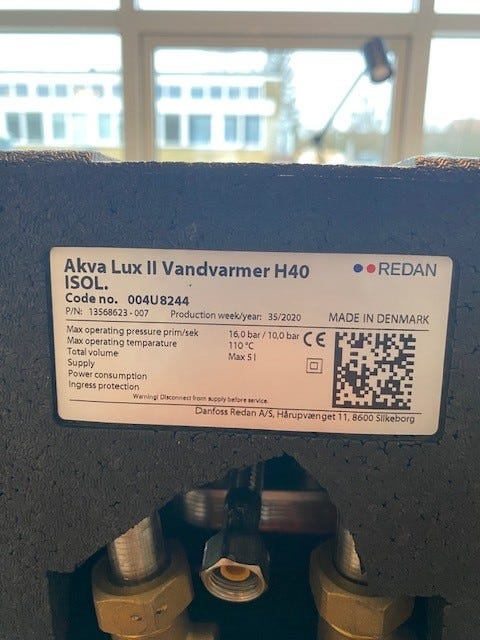 Akva Lux II Vandvarmer H40
ISOL.
REDAN
Code no. 004U8244
P/N: 13568623 - 007 Production week/year: 35/2020 MADE IN DENMARK
Max operating pressure prim/sek 16,0 bar / 10,0 bar CE
Max operating temparature 110 °C
Total volume Max 5 l
Supply
Power consumption
Ingress protection
Warning! Disconnect from supply before service.
Danfoss Redan A/S, Hårupvænget 11, 8600 Silkeborg